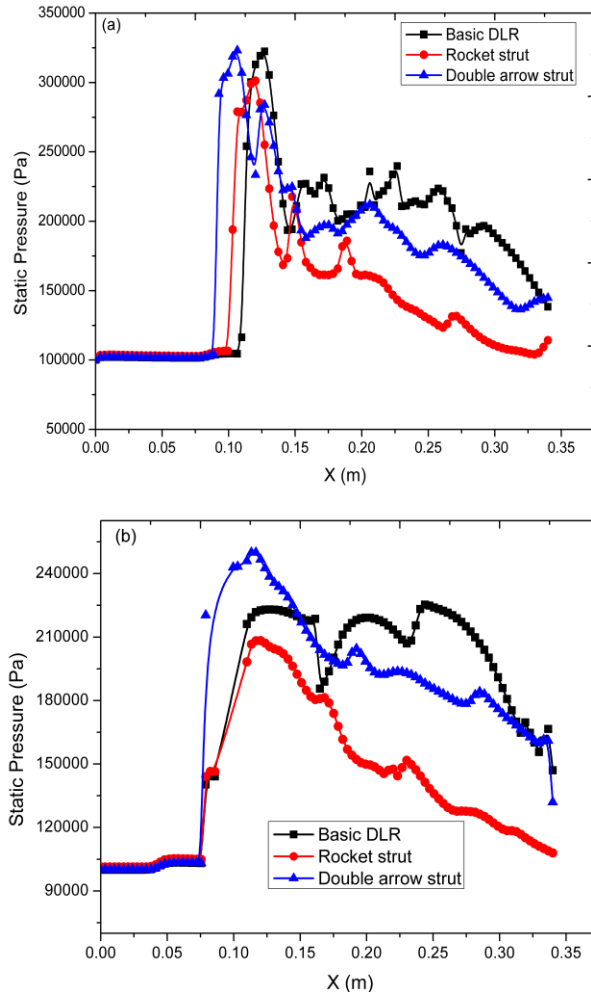 (a)
Basic DLR
Rocket strut
Double arrow strut
350000
300000
250000
200000
150000
100000
50000
Static Pressure (Pa)
0.00 0.05 0.10 0.15 0.20 0.25 0.30 0.35
X (m)
(b)
240000
210000
180000
150000
120000
90000
Static Pressure (Pa)
Basic DLR
Rocket strut
Double arrow strut
0.00 0.05 0.10 0.15 0.20 0.25 0.30 0.35
X (m)